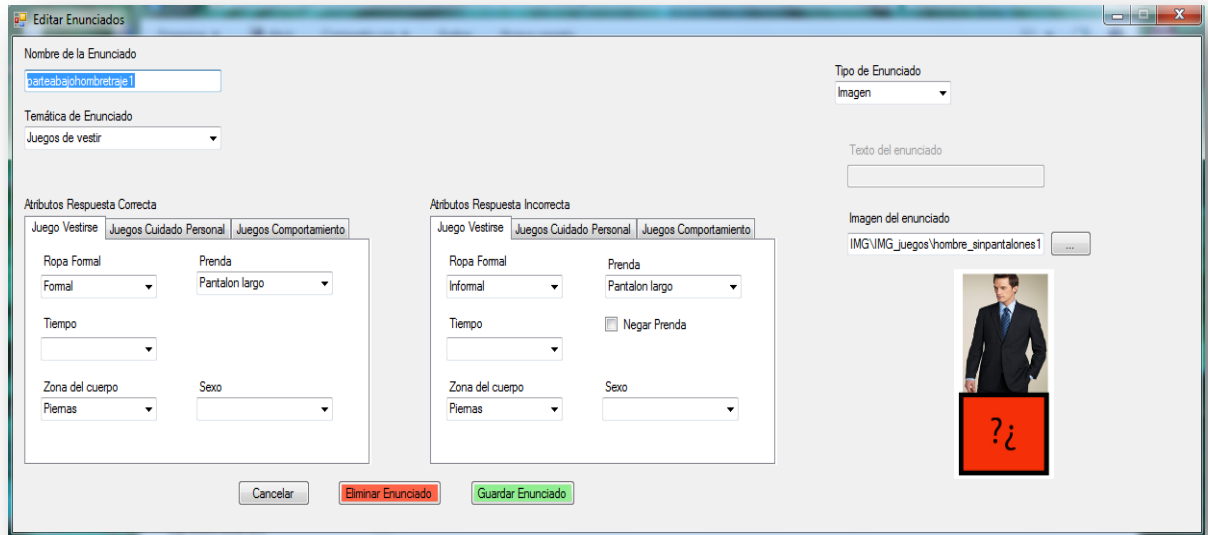 Editar Enunciados
Nombre de la Enunciado
parteabajohombretraje1
Temática de Enunciado
Juegos de vestir
Tipo de Enunciado
Imagen
Texto del enunciado
Imagen del enunciado
IMG\IMG_juegos\hombre_sinpantalones1
...
Atributos Respuesta Correcta
Juego Vestirse Juegos Cuidado Personal Juegos Comportamiento
Ropa Formal Prenda
Formal Pantalon largo
Tiempo
Zona del cuerpo Sexo
Piernas
Atributos Respuesta Incorrecta
Juego Vestirse Juegos Cuidado Personal Juegos Comportamiento
Ropa Formal Prenda
Informal Pantalon largo
Tiempo Negar Prenda
Zona del cuerpo Sexo
Piernas
?¿
Cancelar Eliminar Enunciado Guardar Enunciado